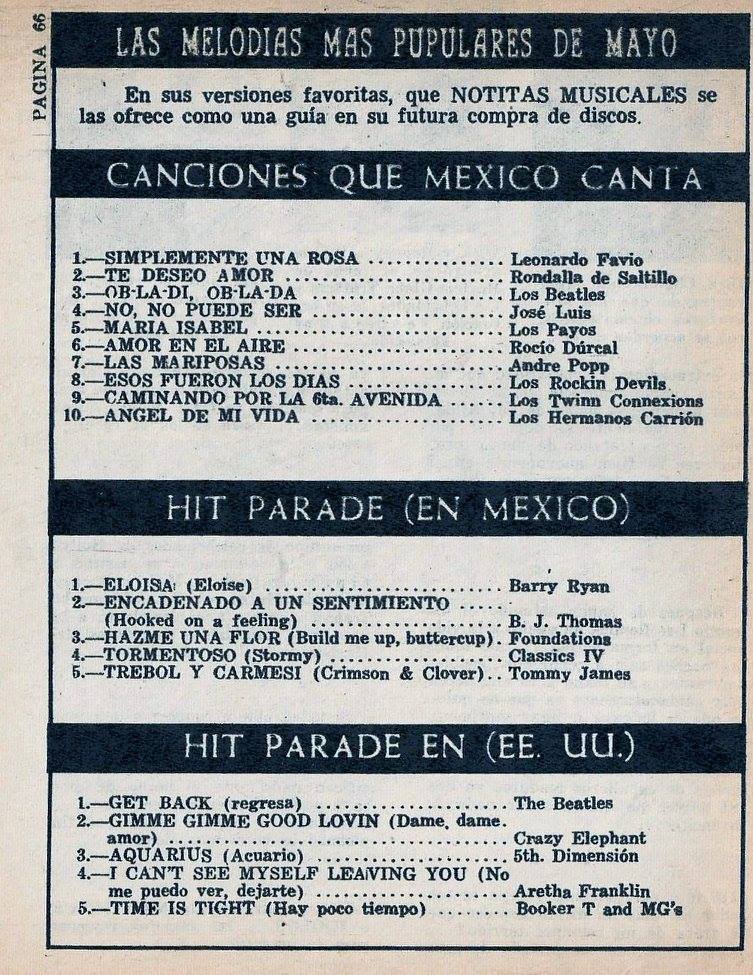 PAGINA 66
LAS MELODIAS MAS PUPULARES DE MAYO
En sus versiones favoritas, que NOTITAS MUSICALES se
las ofrece como una guía en su futura compra de discos.
CANCIONES QUE MEXICO CANTA
1.—SIMPLEMENTE UNA ROSA ................ Leonardo Favio
2.—TE DESEO AMOR ........................ Rondalla de Saltillo
3.—OB-LA-DI, OB-LA-DA ..................... Los Beatles
4.—NO, NO PUEDE SER ..................... José Luis
5.—MARIA ISABEL ........................... Los Payos
6.—AMOR EN EL AIRE ....................... Rocío Dúrcal
7.—LAS MARIPOSAS ......................... Andre Popp
8.—ESOS FUERON LOS DIAS ................ Los Rockin Devils.
9.—CAMINANDO POR LA 6ta. AVENIDA ...... Los Twinn Connexions
10.—ANGEL DE MI VIDA ..................... Los Hermanos Carrión
HIT PARADE (EN MEXICO)
1.—ELOISA (Eloise) ........................... Barry Ryan
2.—ENCADENADO A UN SENTIMIENTO .....
(Hooked on a feeling) ....................... B. J. Thomas
3.—HAZME UNA FLOR (Build me up, buttercup) . Foundations
4.—TORMENTOSO (Stormy) ................... Classics IV
5.—TREBOL Y CARMESI (Crimson & Clover) .. Tommy James
HIT PARADE EN (EE. UU.)
1.—GET BACK (regresa) ...................... The Beatles
2.—GIMME GIMME GOOD LOVIN (Dame, dame.
amor) ...................................... Crazy Elephant
3.—AQUARIUS (Acuario) ..................... 5th. Dimensión
4.—I CAN'T SEE MYSELF LEAVING YOU (No
me puedo ver, dejarte) ..................... Aretha Franklin
5.—TIME IS TIGHT (Hay poco tiempo) ........ Booker T and MG's